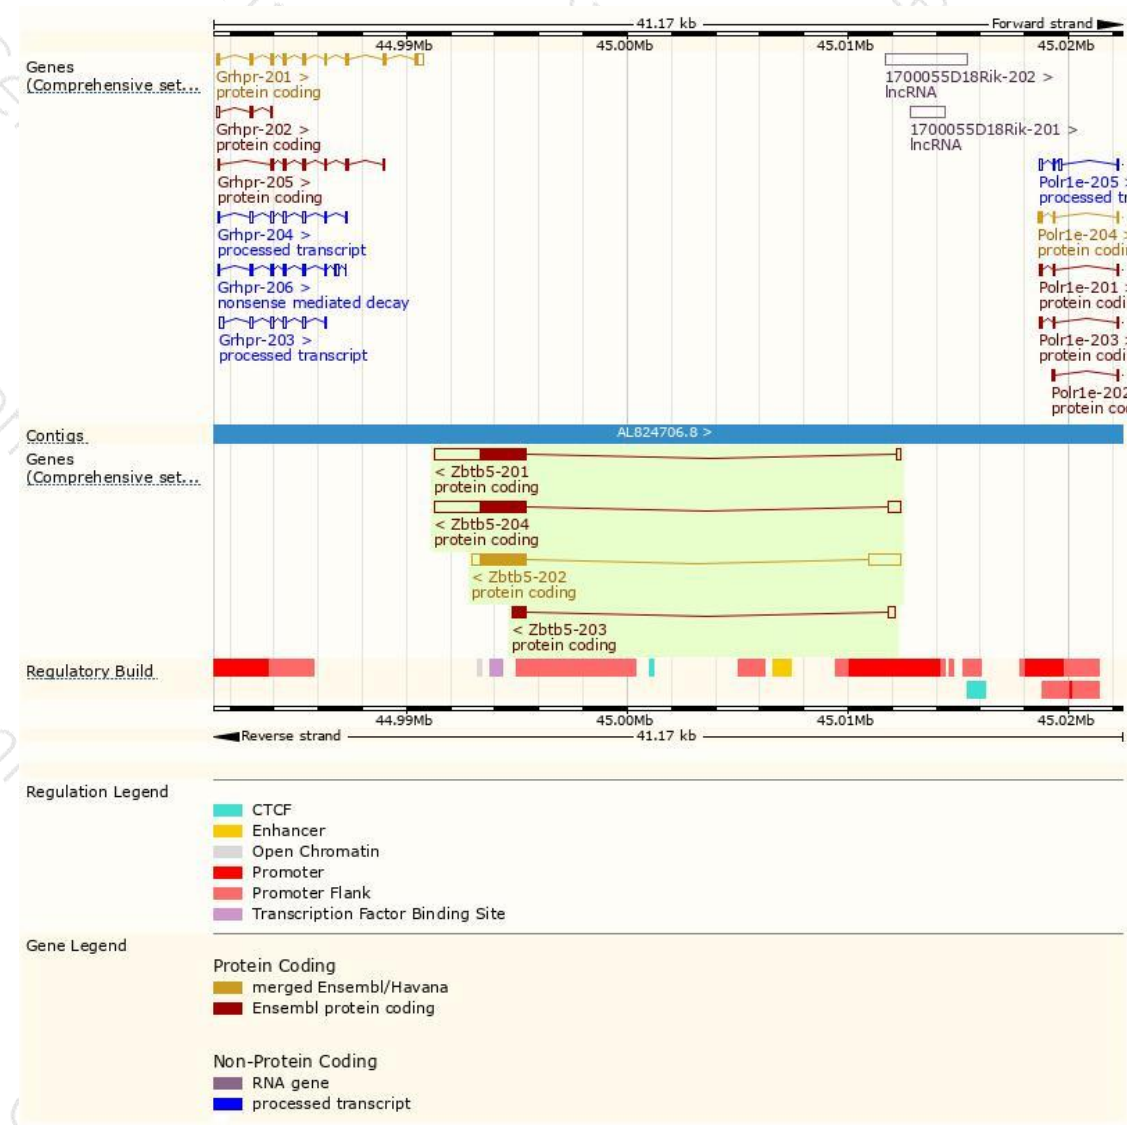 41.17 kb
Forward strand
44.99Mb 45.00Mb 45.01Mb 45.02Mb
Genes
(Comprehensive set...
Grhpr-201 >
protein coding
1700055D18Rik-202 >
lncRNA
Grhpr-202 >
protein coding
1700055D18Rik-201 >
lncRNA
Grhpr-205 >
protein coding
Polr1e-205 >
processed tr
Grhpr-204 >
processed transcript
Polr1e-204 >
protein codi
Grhpr-206 >
nonsense mediated decay
Polr1e-201 >
protein codi
Grhpr-203 >
processed transcript
Polr1e-203 >
protein codi
Polr1e-202
protein co
Contigs
AL824706.8 >
Genes
(Comprehensive set...
< Zbtb5-201
protein coding
< Zbtb5-204
protein coding
< Zbtb5-202
protein coding
< Zbtb5-203
protein coding
Regulatory Build
44.99Mb 45.00Mb 45.01Mb 45.02Mb
Reverse strand
41.17 kb
Regulation Legend
CTCF
Enhancer
Open Chromatin
Promoter
Promoter Flank
Transcription Factor Binding Site
Gene Legend
Protein Coding
merged Ensembl/Havana
Ensembl protein coding
Non-Protein Coding
RNA gene
processed transcript